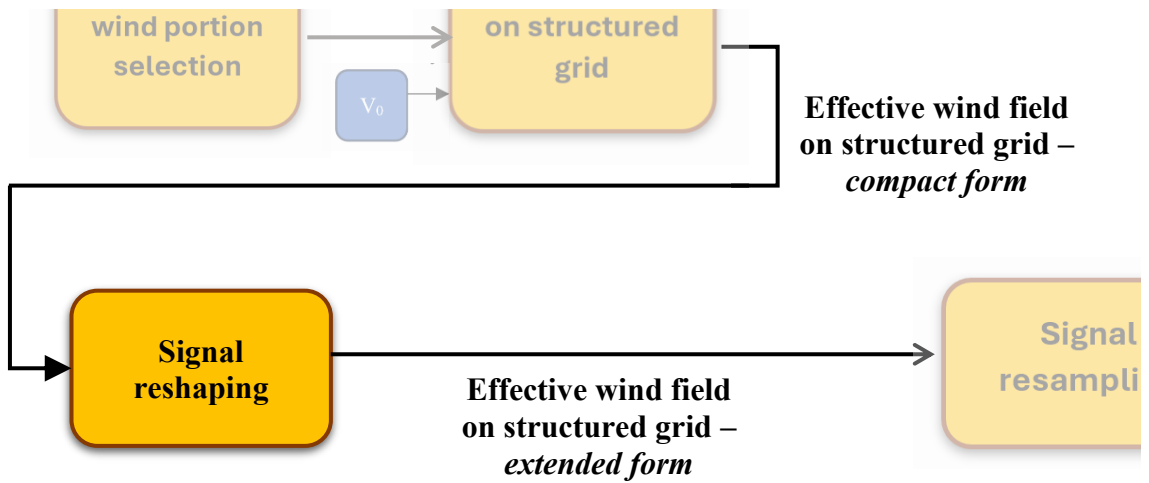 wind portion
selection
on structured
grid
V₀
Effective wind field
on structured grid –
compact form
Signal
reshaping
Effective wind field
on structured grid –
extended form
Signal
resampli